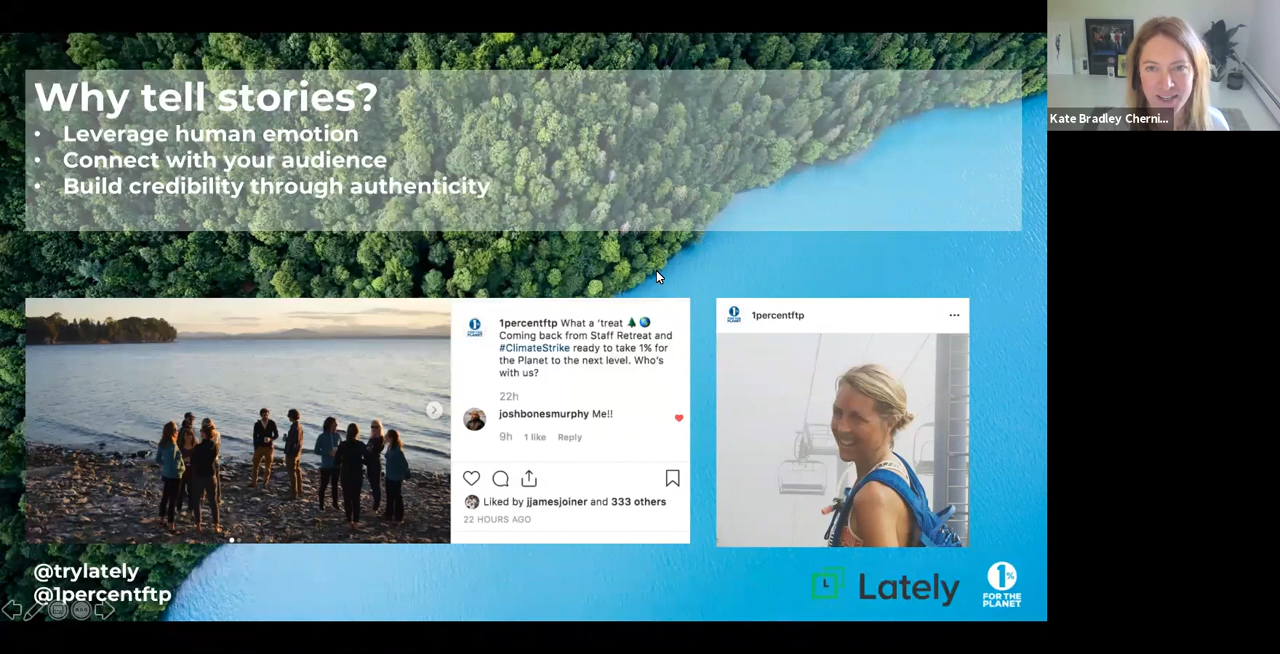 Why tell stories?
• Leverage human emotion
• Connect with your audience
• Build credibility through authenticity
Kate Bradley Cherni...
1percentftp What a 'treat 🌲🌎
Coming back from Staff Retreat and
#ClimateStrike ready to take 1% for
the Planet to the next level. Who's
with us?
22h
joshbonesmurphy Me!!
9h 1 like Reply
Liked by jjamesjoiner and 333 others
22 HOURS AGO
1percentftp
@trylately
@1percentftp
L Lately
1%
FOR THE
PLANET